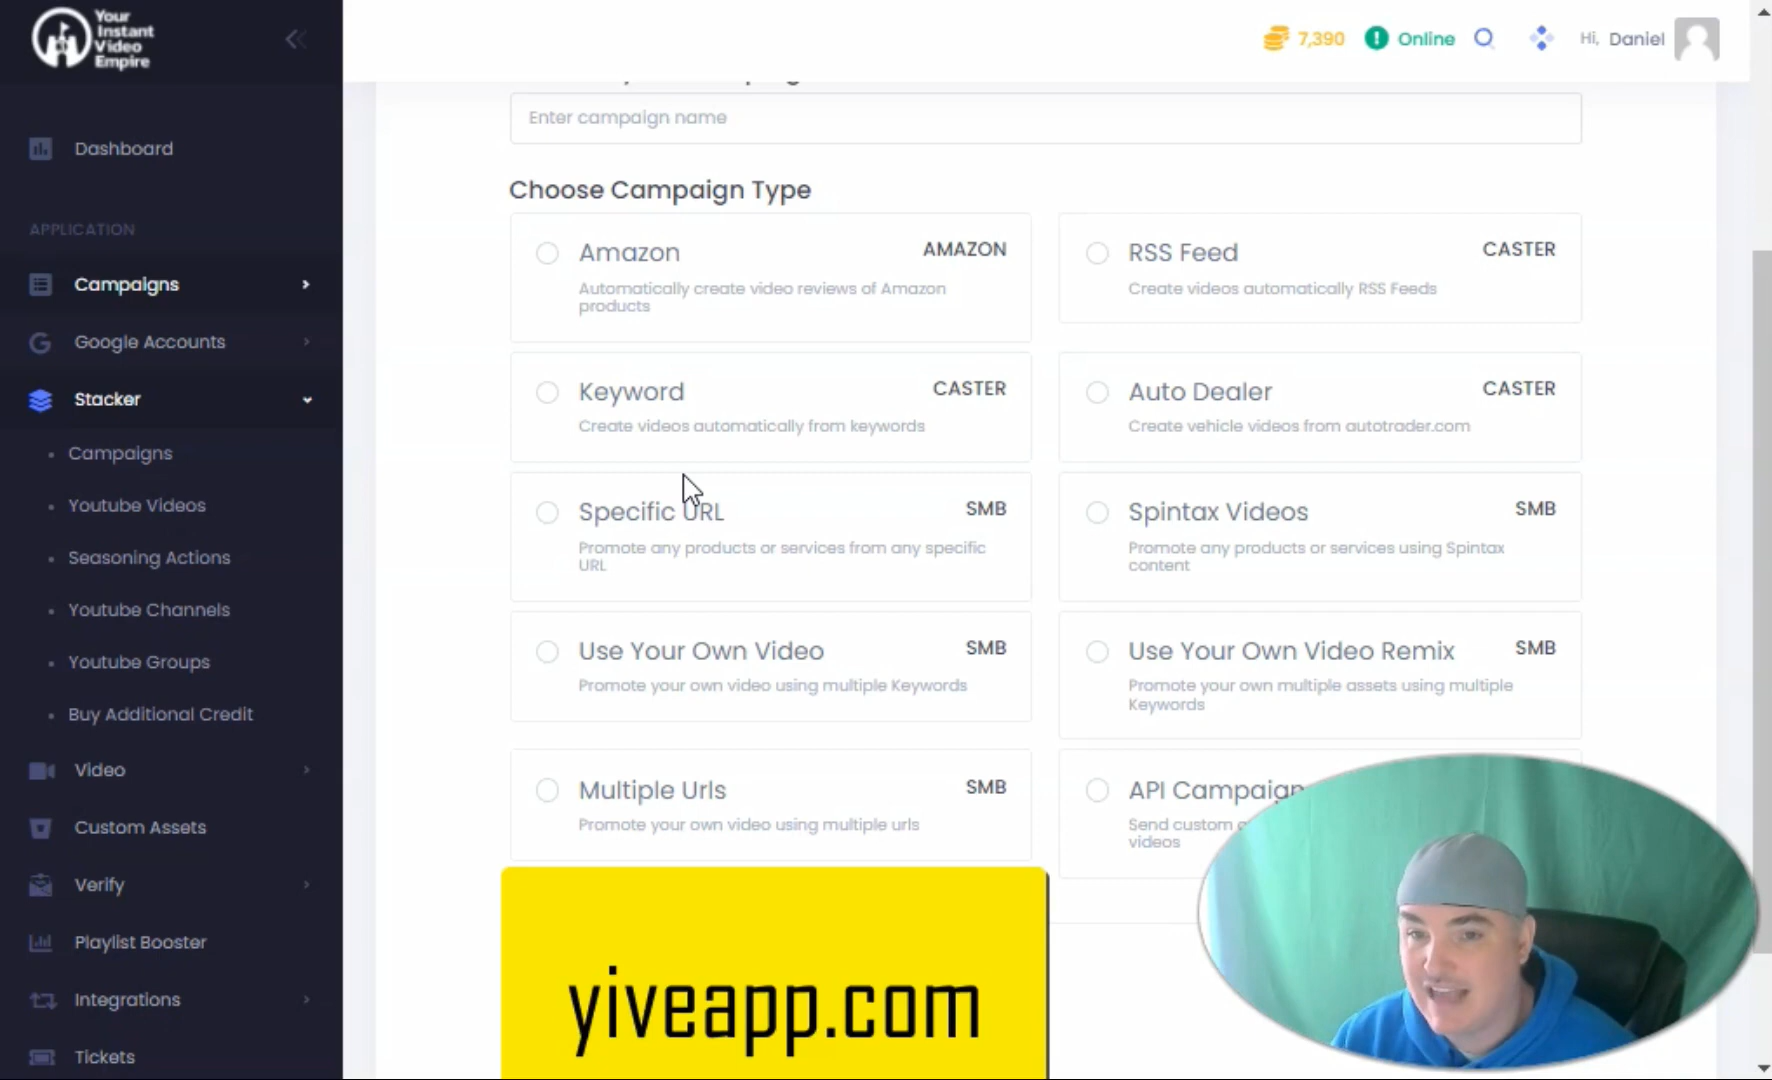 Your
Instant
Video
Empire
7,390
Online
Hi, Daniel
Enter campaign name
Dashboard
Choose Campaign Type
APPLICATION
Campaigns
Google Accounts
Stacker
Campaigns
Youtube Videos
Seasoning Actions
Youtube Channels
Youtube Groups
Buy Additional Credit
Video
Custom Assets
Verify
Playlist Booster
Integrations
Tickets
Amazon
AMAZON
Automatically create video reviews of Amazon
products
RSS Feed
CASTER
Create videos automatically RSS Feeds
Keyword
CASTER
Create videos automatically from keywords
Auto Dealer
CASTER
Create vehicle videos from autotrader.com
Specific URL
SMB
Promote any products or services from any specific
URL
Spintax Videos
SMB
Promote any products or services using Spintax
content
Use Your Own Video
SMB
Promote your own video using multiple Keywords
Use Your Own Video Remix
SMB
Promote your own multiple assets using multiple
Keywords
Multiple Urls
SMB
Promote your own video using multiple urls
API Campaign
Send custom
videos
yiveapp.com